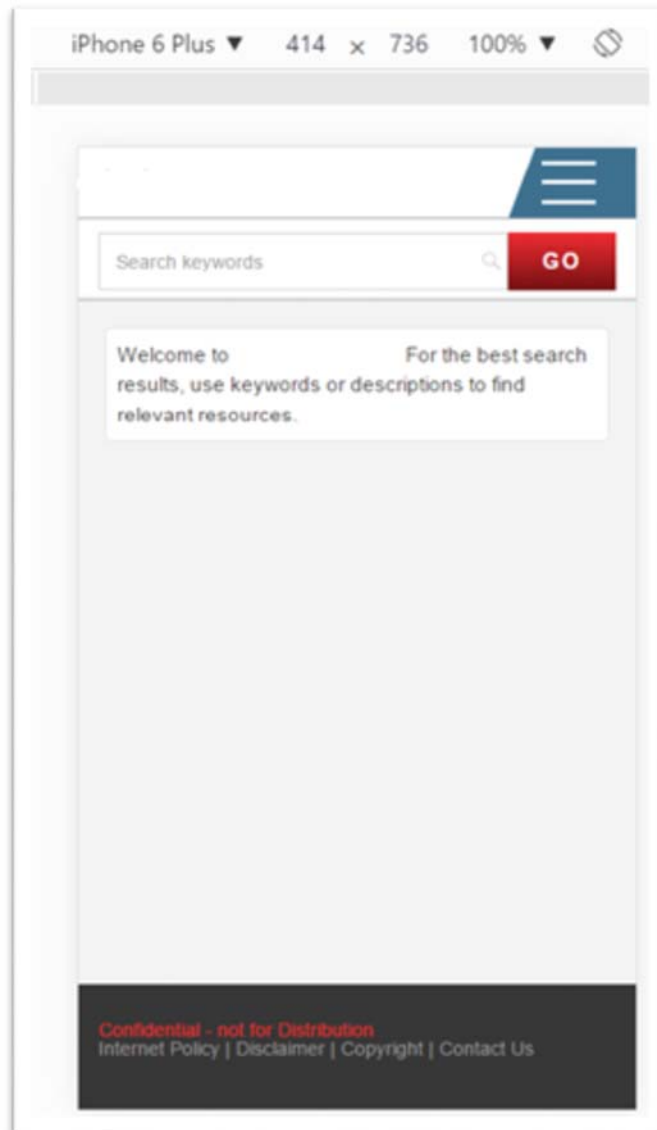 iPhone 6 Plus ▼ 414 × 736 100% ▼
Search keywords GO
Welcome to For the best search
results, use keywords or descriptions to find
relevant resources.
Confidential - not for Distribution
Internet Policy | Disclaimer | Copyright | Contact Us